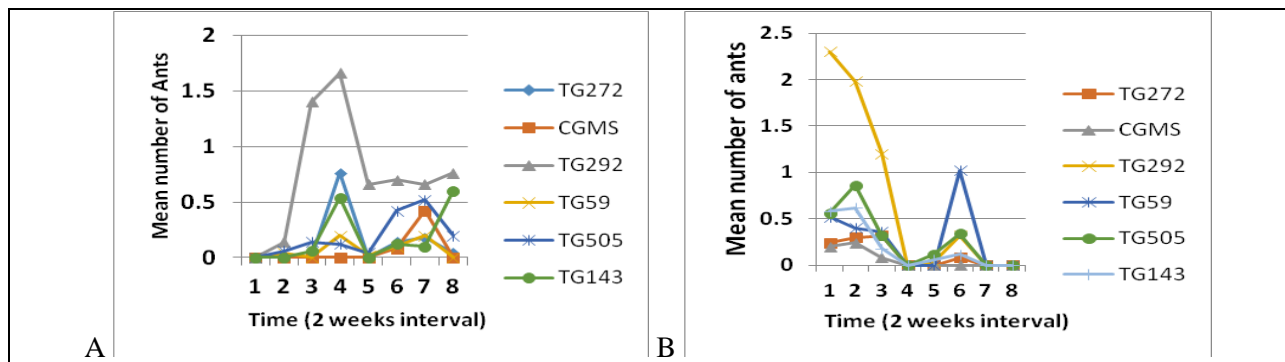 2
1.5
1
0.5
0
Mean number of Ants
1 2 3 4 5 6 7 8
Time (2 weeks interval)
TG272
CGMS
TG292
TG59
TG505
TG143
A
2.5
2
1.5
1
0.5
0
Mean number of ants
1 2 3 4 5 6 7 8
Time (2 weeks interval)
TG272
CGMS
TG292
TG59
TG505
TG143
B